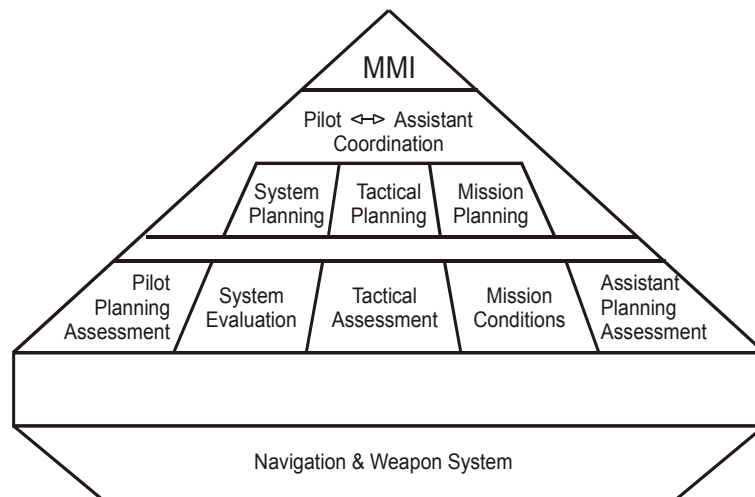 MMI
Pilot <-> Assistant
Coordination
System
Planning
Tactical
Planning
Mission
Planning
Pilot
Planning
Assessment
System
Evaluation
Tactical
Assessment
Mission
Conditions
Assistant
Planning
Assessment
Navigation & Weapon System